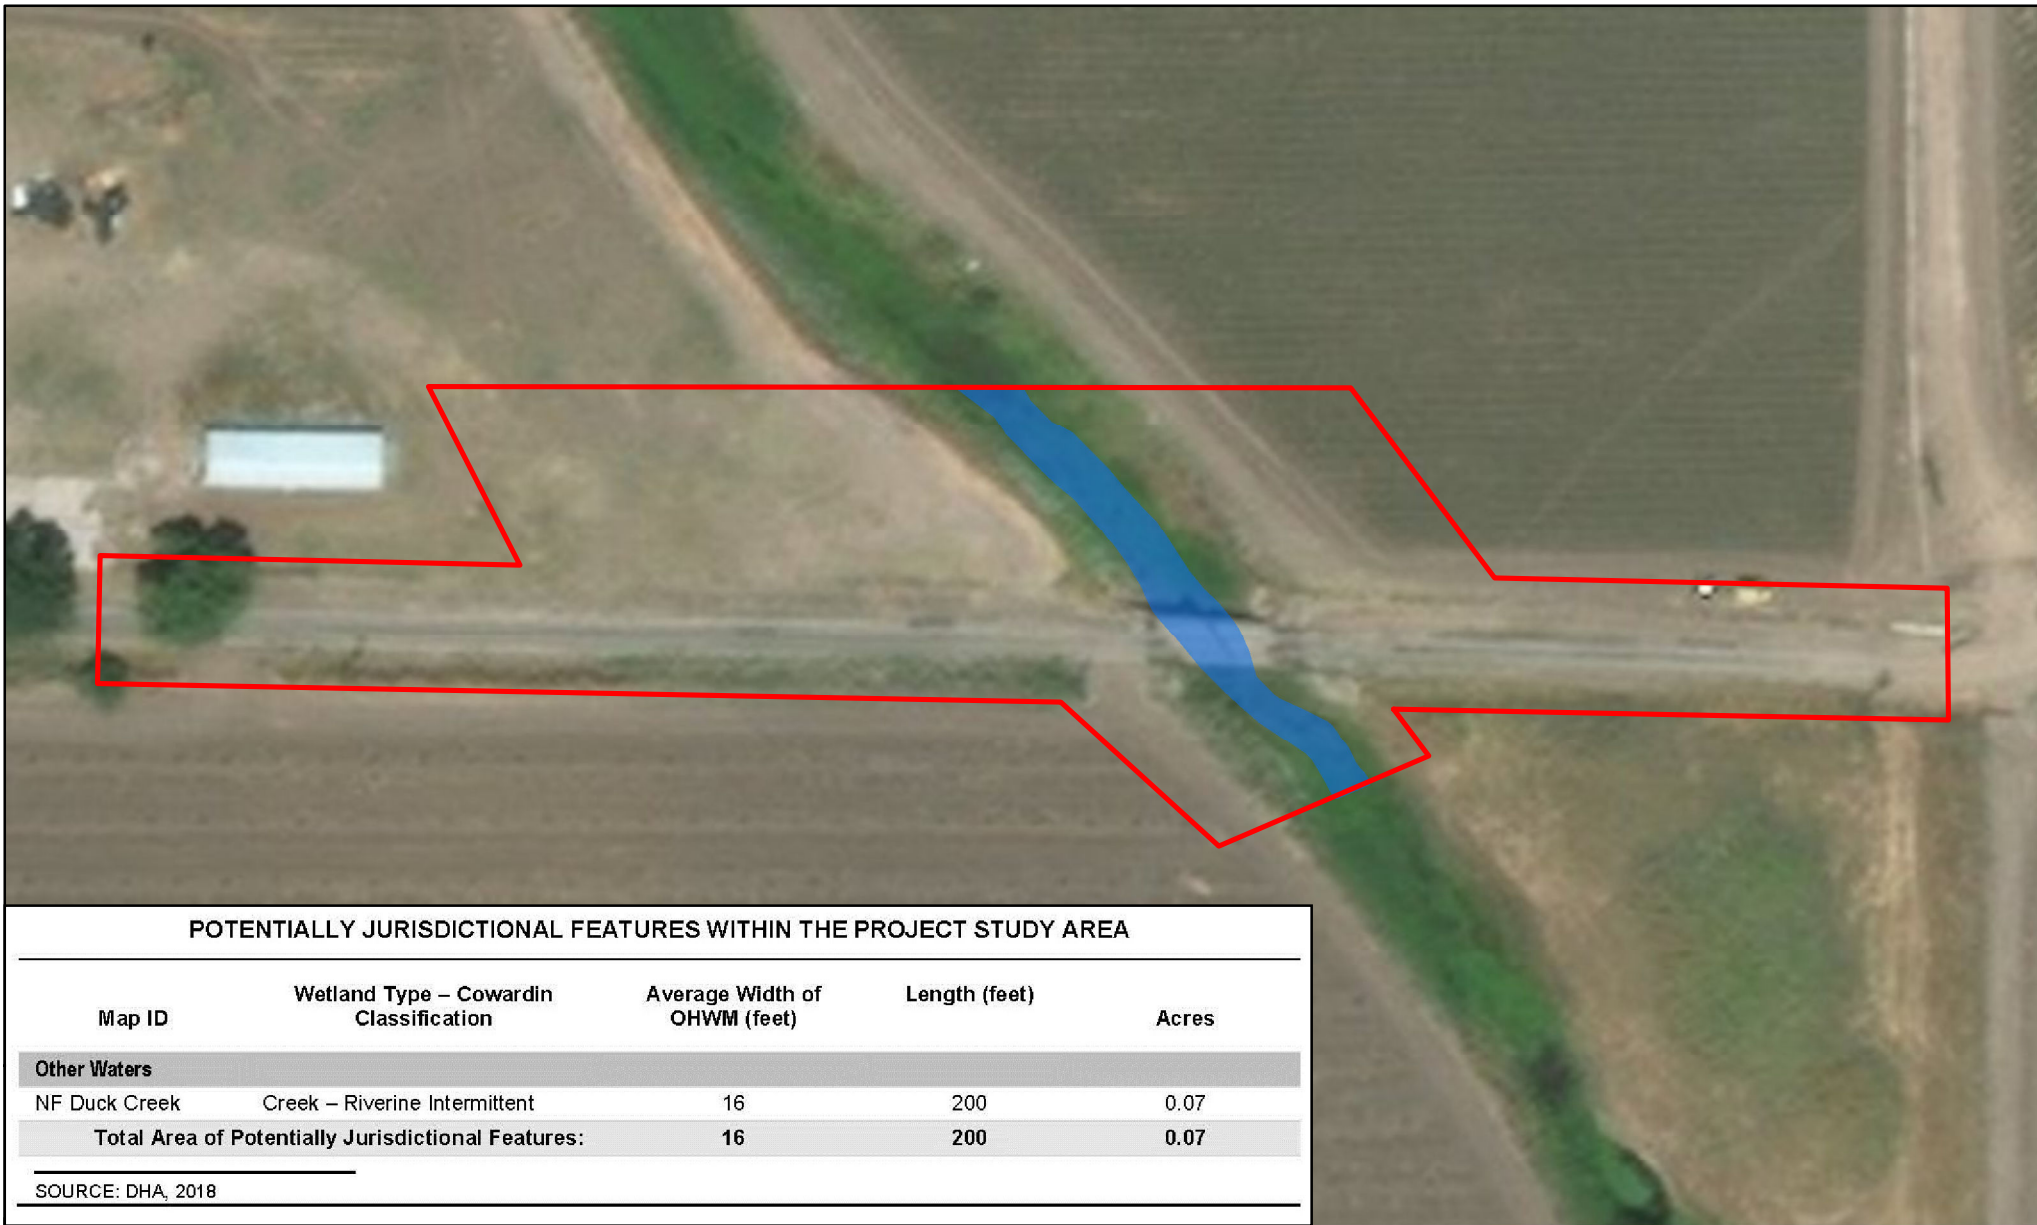 POTENTIALLY JURISDICTIONAL FEATURES WITHIN THE PROJECT STUDY AREA
Map ID Wetland Type – Cowardin Classification Average Width of OHWM (feet) Length (feet) Acres
Other Waters
NF Duck Creek Creek – Riverine Intermittent 16 200 0.07
Total Area of Potentially Jurisdictional Features: 16 200 0.07
SOURCE: DHA, 2018